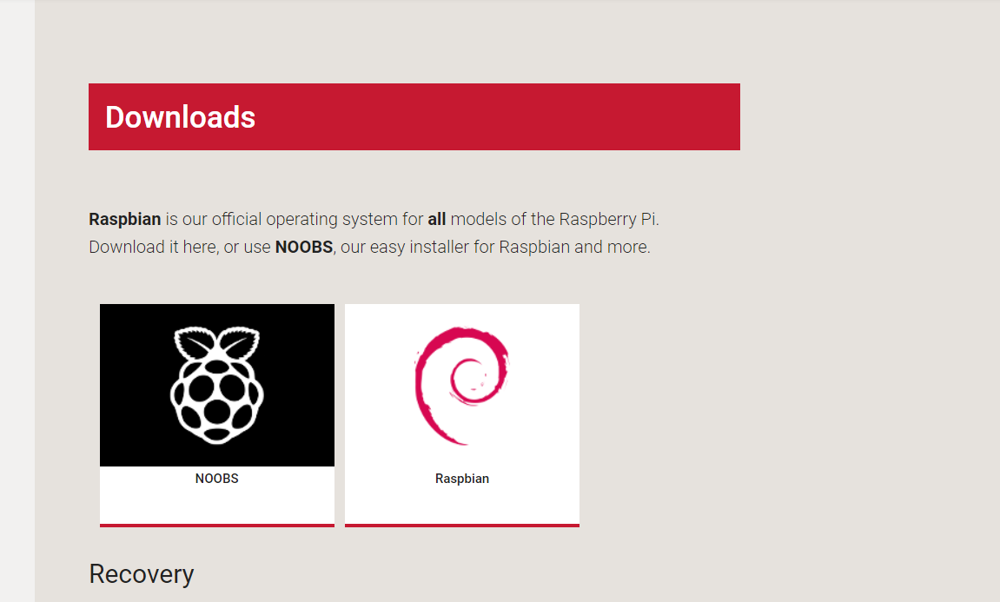 Downloads
Raspbian is our official operating system for all models of the Raspberry Pi.
Download it here, or use NOOBS, our easy installer for Raspbian and more.
NOOBS
Raspbian
Recovery